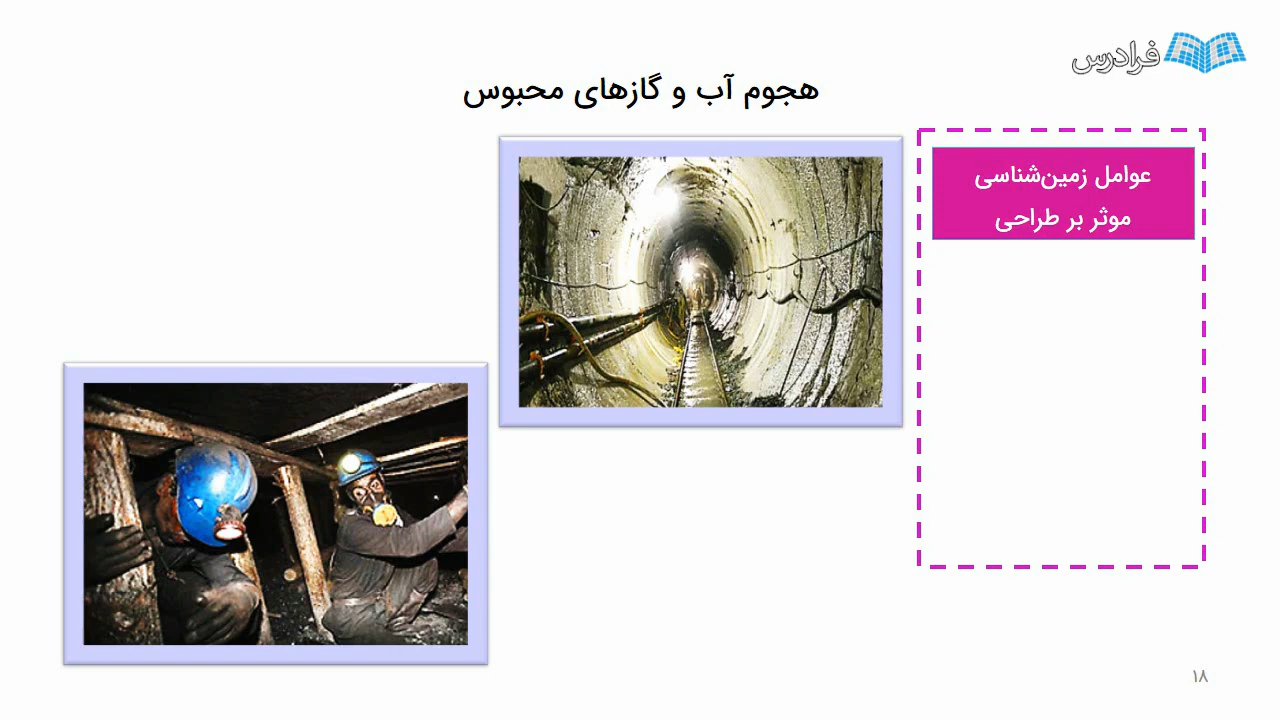 فرادرس
هجوم آب و گازهای محبوس
عوامل زمین‌شناسی
موثر بر طراحی
۱۸